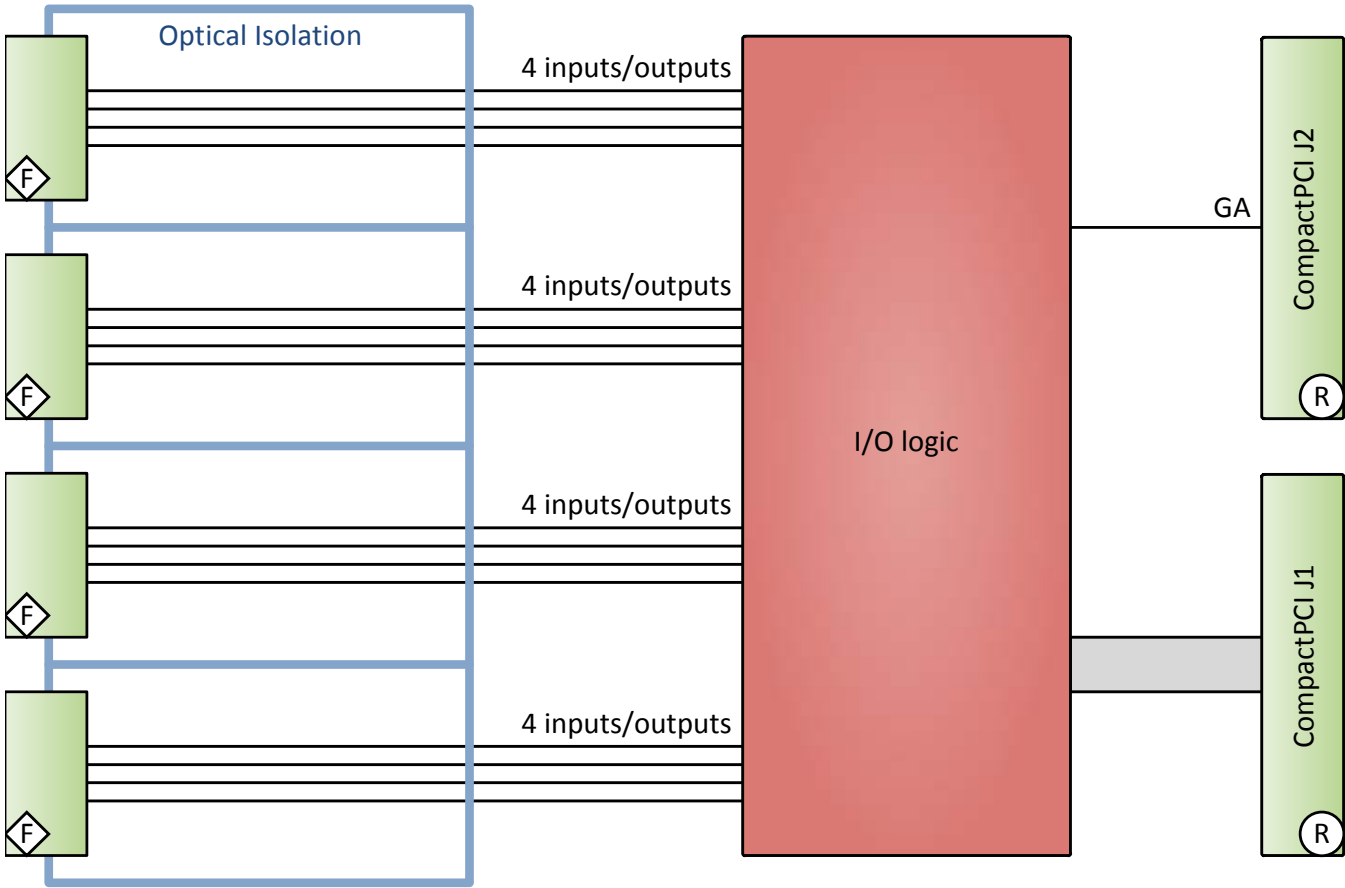 Optical Isolation
4 inputs/outputs
F
GA
CompactPCI J2
4 inputs/outputs
F
R
I/O logic
4 inputs/outputs
F
CompactPCI J1
4 inputs/outputs
F
R